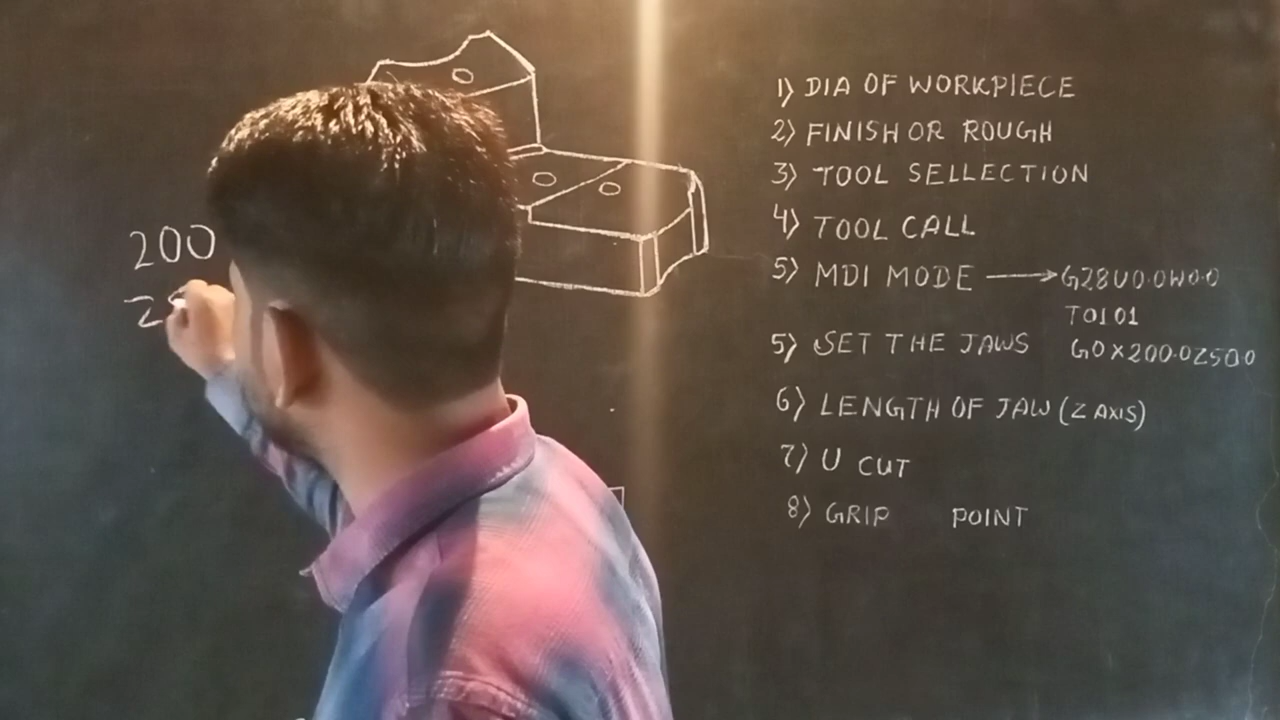 200
2
1) DIA OF WORKPIECE
2) FINISH OR ROUGH
3) TOOL SELLECTION
4) TOOL CALL
5) MDI MODE → G28U0.0W0.0
T0101
5) SET THE JAWS G0X200.0Z50.0
6) LENGTH OF JAW (Z AXIS)
7) U CUT
8) GRIP POINT